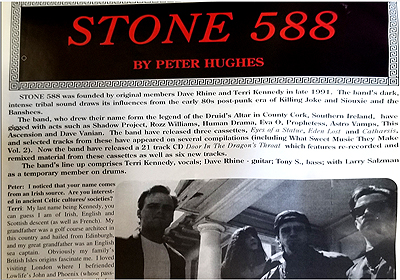 STONE 588
BY PETER HUGHES
STONE 588 was founded by original members Dave Rhine and Terri Kennedy in late 1991. The band's dark,
intense tribal sound draws its influences from the early 80s post-punk era of Killing Joke and Siouxie and the
Banshees.
The band, who drew their name form the legend of the Druid's Altar in County Cork, Southern Ireland, have
gigged with acts such as Shadow Project, Rozz Williams, Human Drama, Eva O, Prophetess, Astro Vamps, This
Ascension and Dave Vanian. The band have released three cassettes, Eyes of a Statue, Eden Lost and Catharsis,
and selected tracks from these have appeared on several compilations (including What Sweet Music They Make
Vol. 2). Now the band have released a 21 track CD Door In The Dragon's Throat which features re-recorded and
remixed material from these cassettes as well as six new tracks.
The band's line up comprises Terri Kennedy, vocals; Dave Rhine - guitar; Tony S., bass; with Larry Salzman
as a temporary member on drums.
Peter: I noticed that your name comes
from an Irish source. Are you interest-
ed in ancient Celtic cultures/ societies?
Terri: My last name being Kennedy, you
can guess I am of Irish, English and
Scottish descent (as well as French). My
grandfather was a golf course architect in
this county and hailed from Edinburgh,
and my great grandfather was an English
sea captain. Obviously my family's
British Isles origins fascinate me. I loved
visiting London where I befriended
Lowlife's John and Phoenix (whose pass-